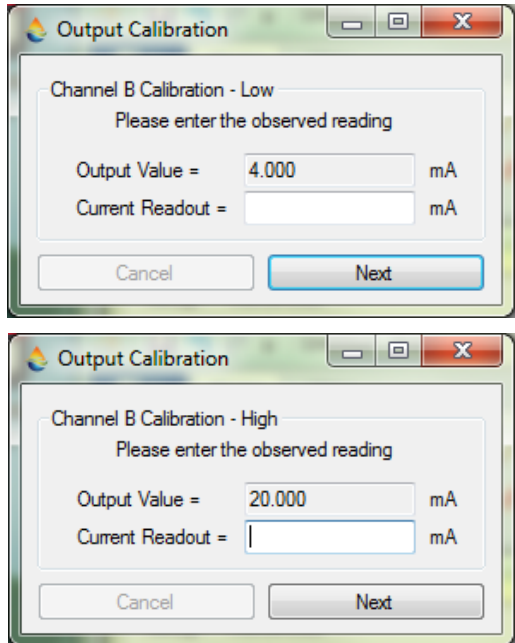 Output Calibration
Channel B Calibration - Low
Please enter the observed reading
Output Value = 4.000 mA
Current Readout = mA
Cancel Next
Output Calibration
Channel B Calibration - High
Please enter the observed reading
Output Value = 20.000 mA
Current Readout = mA
Cancel Next